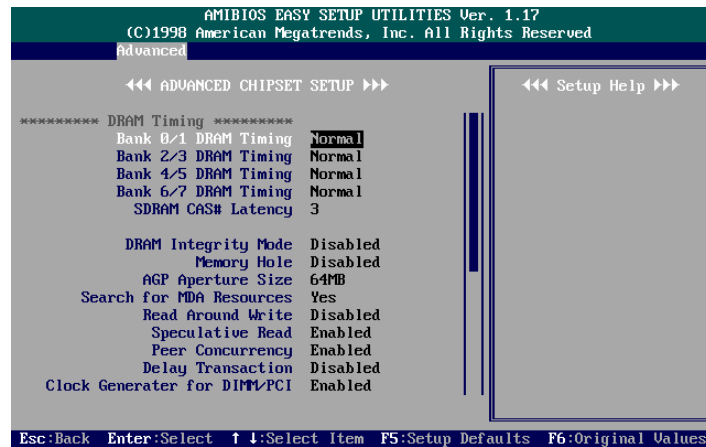 AMIBIOS EASY SETUP UTILITIES Ver. 1.17
(C)1998 American Megatrends, Inc. All Rights Reserved
Advanced
ADVANCED CHIPSET SETUP
Setup Help
********* DRAM Timing *********
Bank 0/1 DRAM Timing Normal
Bank 2/3 DRAM Timing Normal
Bank 4/5 DRAM Timing Normal
Bank 6/7 DRAM Timing Normal
SDRAM CAS# Latency 3
DRAM Integrity Mode Disabled
Memory Hole Disabled
AGP Aperture Size 64MB
Search for MDA Resources Yes
Read Around Write Disabled
Speculative Read Enabled
Peer Concurrency Enabled
Delay Transaction Disabled
Clock Generater for DIMM/PCI Enabled
Esc:Back Enter:Select ↑ ↓:Select Item F5:Setup Defaults F6:Original Values